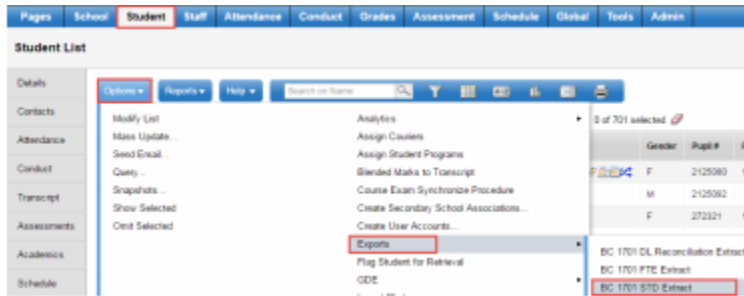 Pages School Student Staff Attendance Conduct Grades Assessment Schedule Global Tools Admin
Student List
Details
Contacts
Attendance
Conduct
Transcript
Assessments
Academics
Schedule
Options Reports Help Search on Name
0 of 701 selected
Modify List
Mass Update...
Send Email...
Query...
Snapshots...
Show Selected
Omit Selected
Analytics
Assign Couriers
Assign Student Programs
Blended Marks to Transcript
Course Exam Synchronize Procedure
Create Secondary School Associations...
Create User Accounts...
Exports
Flag Student for Retrieval
GDE
Gender Pupil #
F 2125080
M 2125092
F 272321
BC 1701 DL Reconciliation Extract
BC 1701 FTE Extract
BC 1701 STD Extract